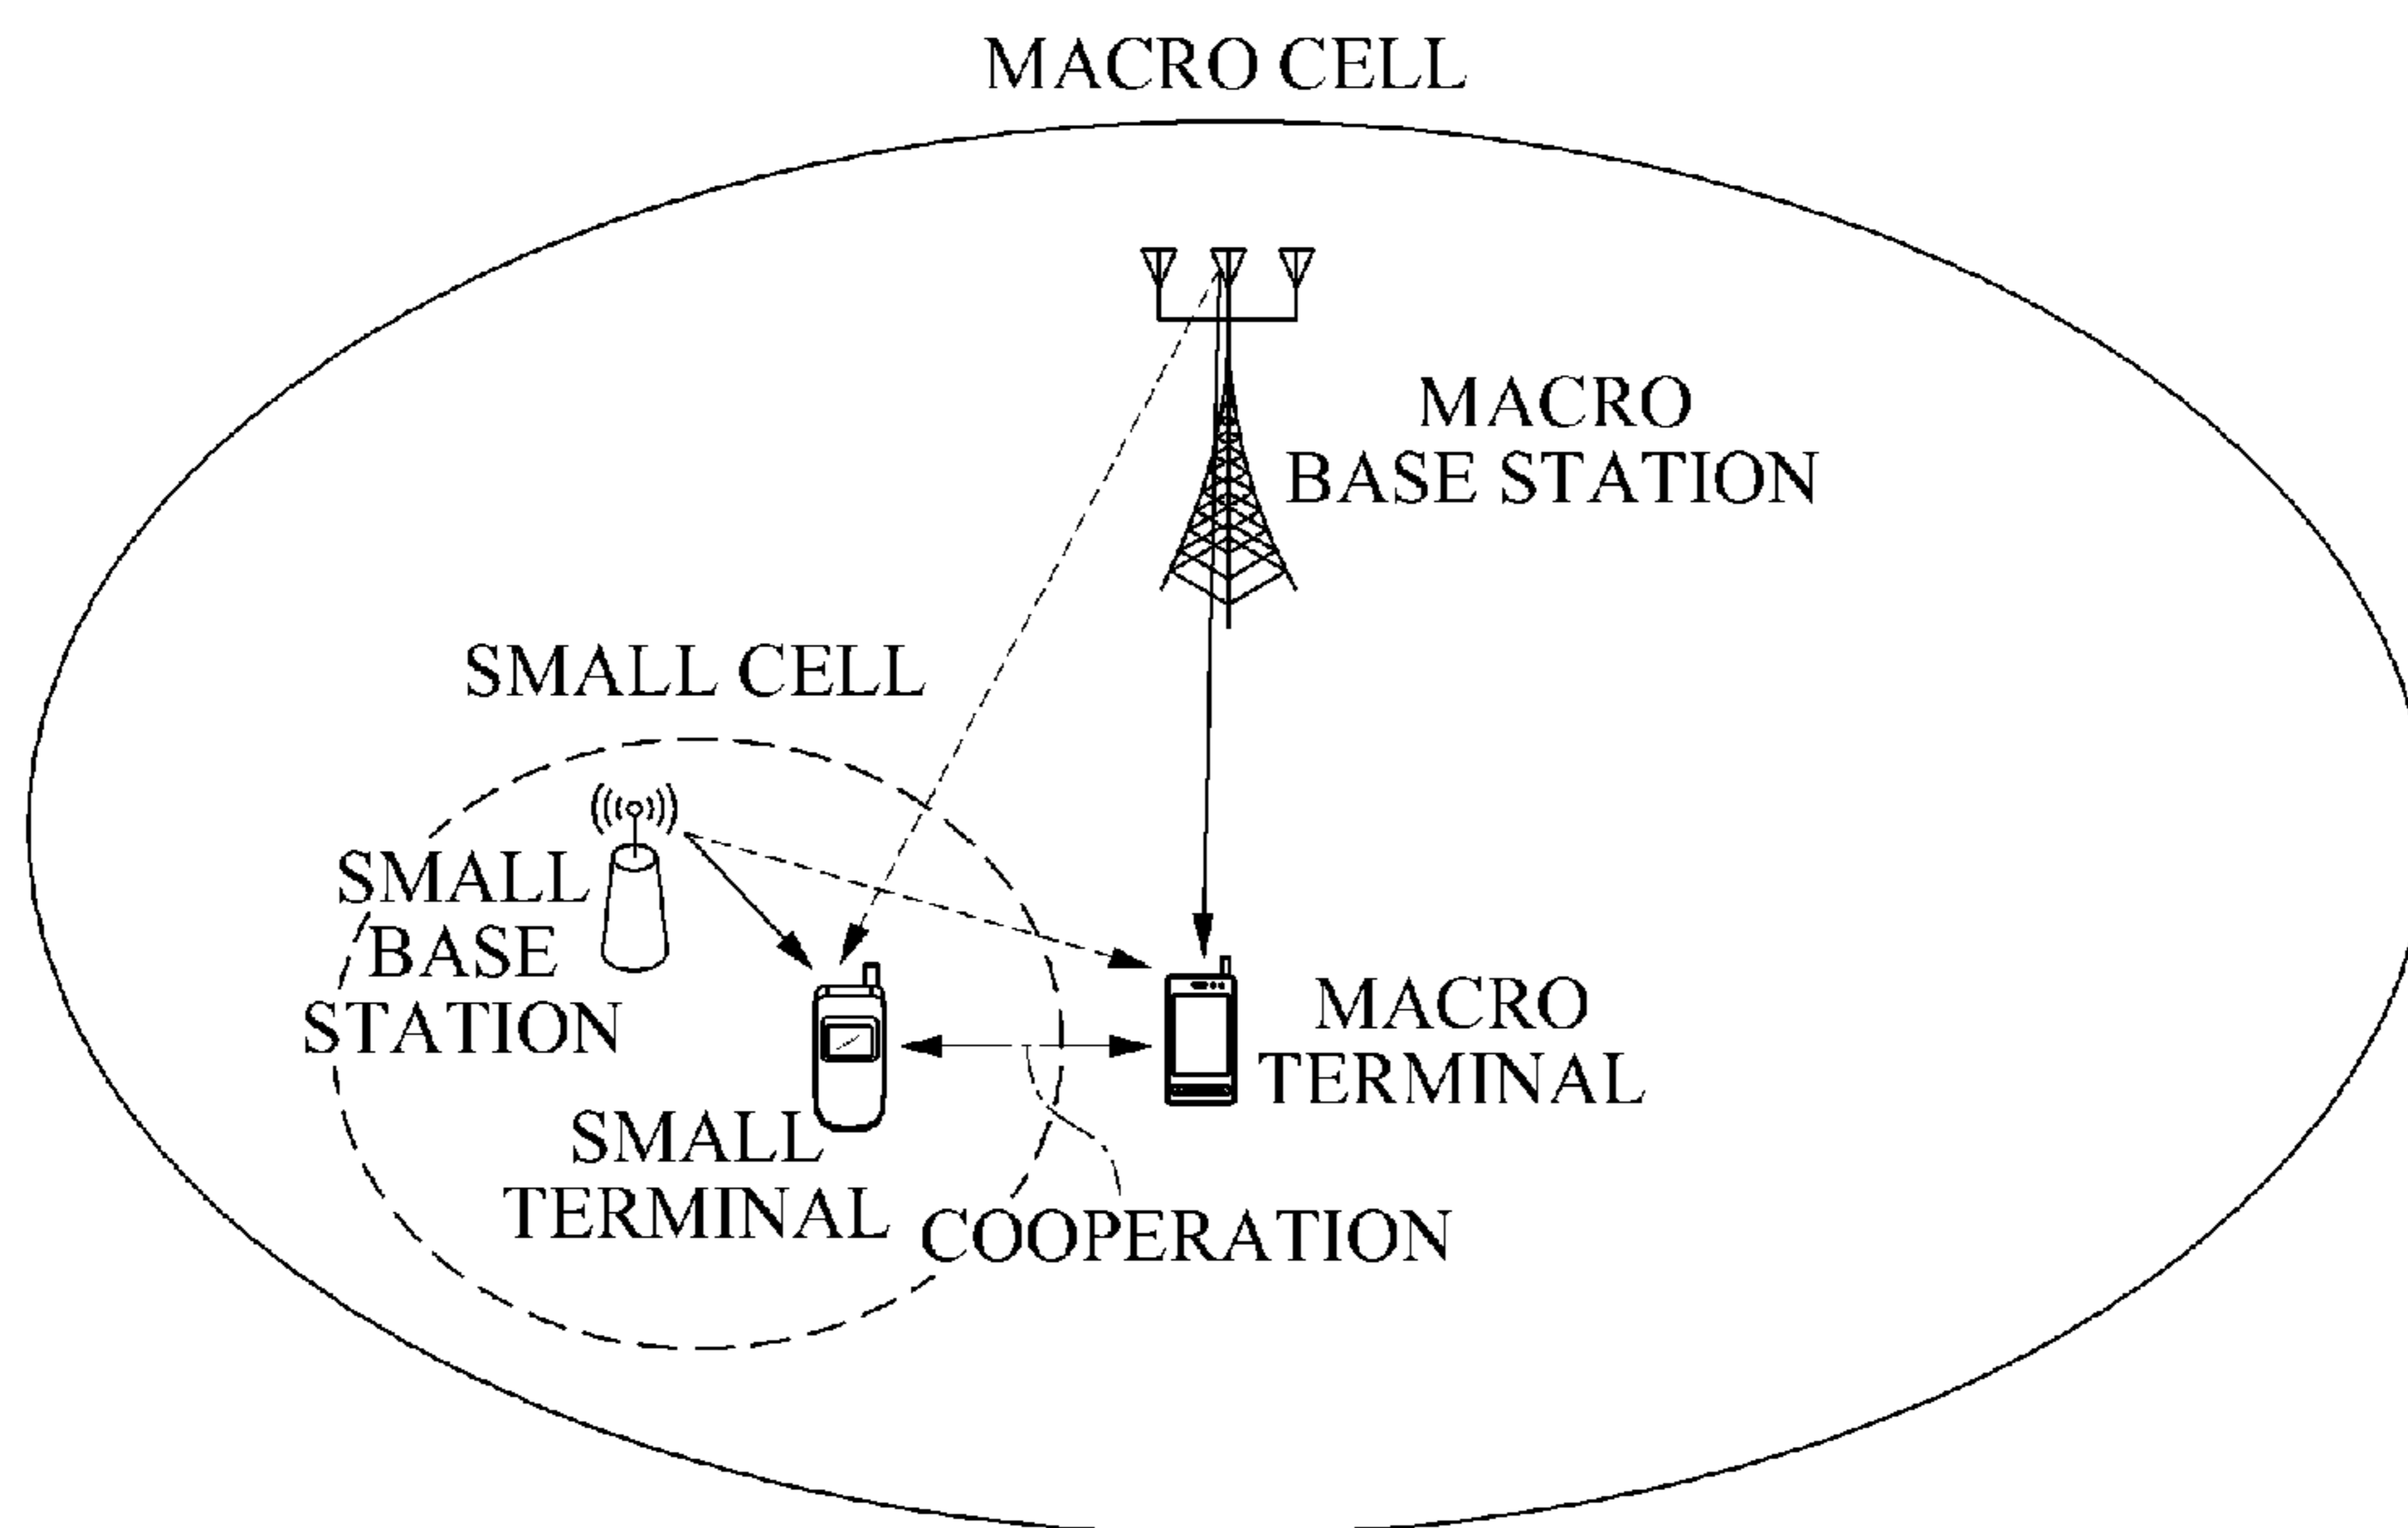 MACRO CELL
MACRO
BASE STATION
SMALL CELL
SMALL
BASE
STATION
MACRO
TERMINAL
SMALL
TERMINAL
COOPERATION